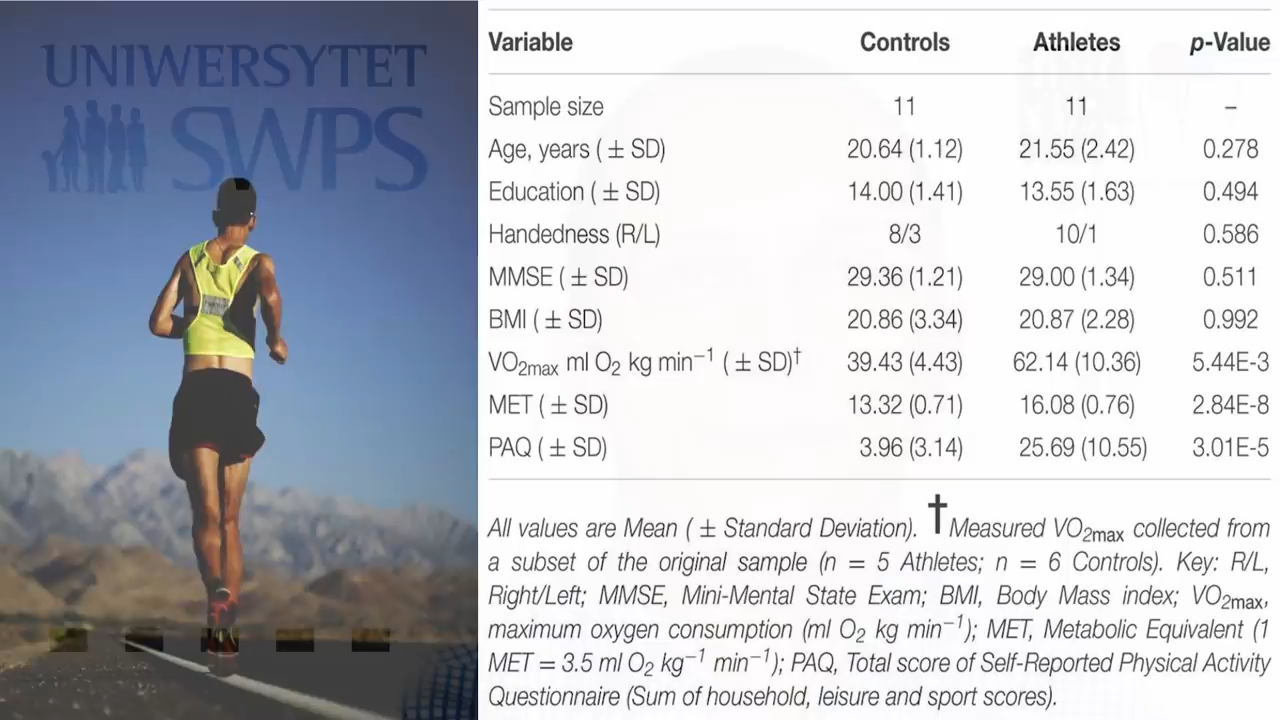 UNIWERSYTET
SWPS
Variable Controls Athletes p-Value
Sample size 11 11 –
Age, years ( ± SD) 20.64 (1.12) 21.55 (2.42) 0.278
Education ( ± SD) 14.00 (1.41) 13.55 (1.63) 0.494
Handedness (R/L) 8/3 10/1 0.586
MMSE ( ± SD) 29.36 (1.21) 29.00 (1.34) 0.511
BMI ( ± SD) 20.86 (3.34) 20.87 (2.28) 0.992
VO₂max ml O₂ kg min⁻¹ ( ± SD)† 39.43 (4.43) 62.14 (10.36) 5.44E-3
MET ( ± SD) 13.32 (0.71) 16.08 (0.76) 2.84E-8
PAQ ( ± SD) 3.96 (3.14) 25.69 (10.55) 3.01E-5
All values are Mean ( ± Standard Deviation). †Measured VO₂max collected from
a subset of the original sample (n = 5 Athletes; n = 6 Controls). Key: R/L,
Right/Left; MMSE, Mini-Mental State Exam; BMI, Body Mass index; VO₂max,
maximum oxygen consumption (ml O₂ kg min⁻¹); MET, Metabolic Equivalent (1
MET = 3.5 ml O₂ kg⁻¹ min⁻¹); PAQ, Total score of Self-Reported Physical Activity
Questionnaire (Sum of household, leisure and sport scores).